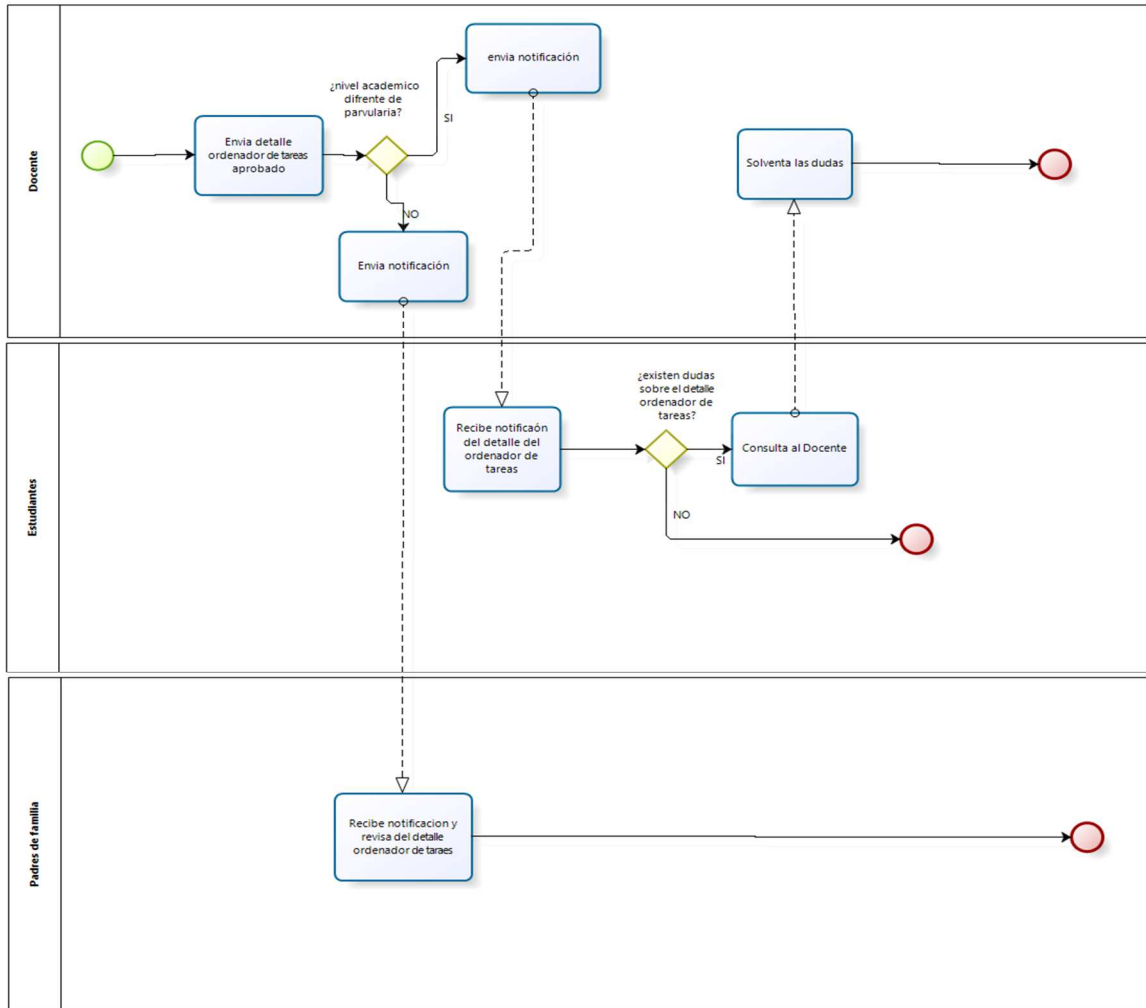 Docente
envia notificación
¿nivel academico
difrente de
parvularia?
SI
Envia detalle
ordenador de tareas
aprobado
NO
Envia notificación
Solventa las dudas
Estudiantes
¿existen dudas
sobre el detalle
ordenador de
tareas?
Recibe notificaón
del detalle del
ordenador de
tareas
SI
Consulta al Docente
NO
Padres de familia
Recibe notificacion y
revisa del detalle
ordenador de taraes